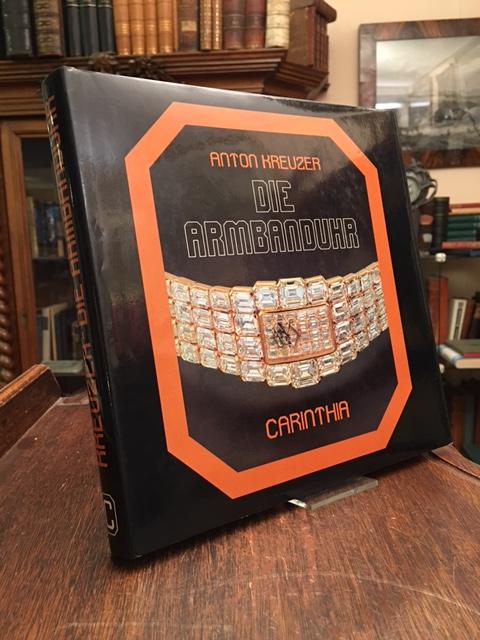 ANTON KREUZER
DIE
ARMBANDUHR
CARINTHIA
KREUZER DIE ARMBANDUHR
C